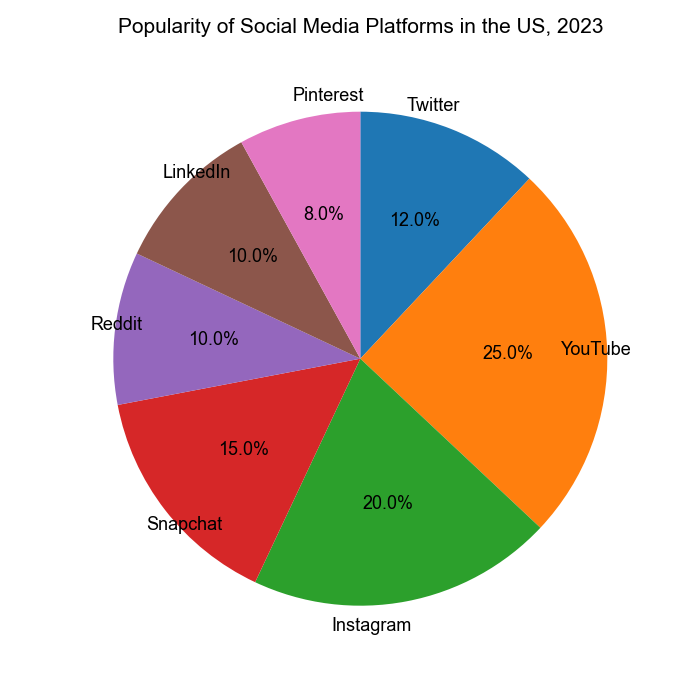 Popularity of Social Media Platforms in the US, 2023
Pinterest
Twitter
LinkedIn
8.0%
12.0%
10.0%
Reddit
10.0%
25.0%
YouTube
15.0%
20.0%
Snapchat
Instagram